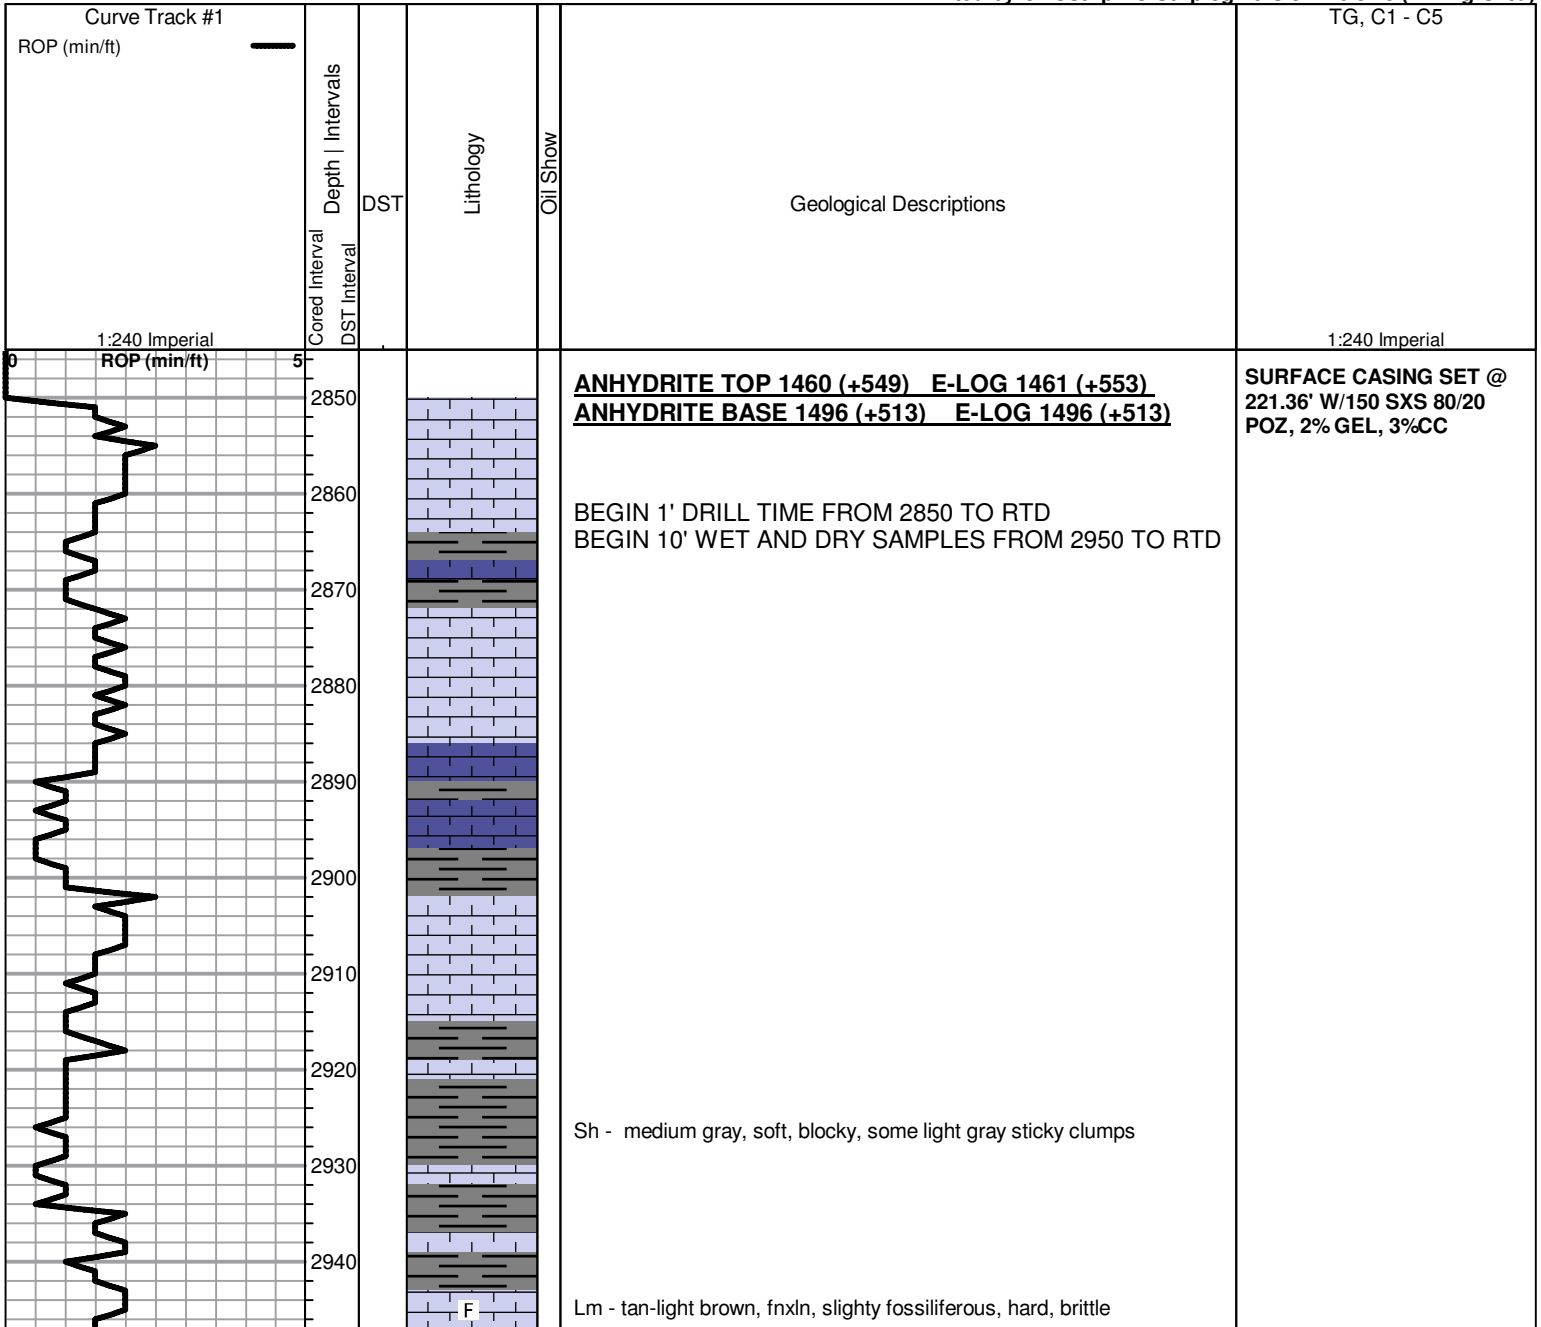 Curve Track #1
ROP (min/ft)
Depth | Intervals
Cored Interval
DST Interval
DST
Lithology
Oil Show
Geological Descriptions
TG, C1 - C5
1:240 Imperial
1:240 Imperial
0 ROP (min/ft) 5
ANHYDRITE TOP 1460 (+549) E-LOG 1461 (+553)
ANHYDRITE BASE 1496 (+513) E-LOG 1496 (+513)
SURFACE CASING SET @
221.36' W/150 SXS 80/20
POZ, 2% GEL, 3%CC
2850
2860
BEGIN 1' DRILL TIME FROM 2850 TO RTD
BEGIN 10' WET AND DRY SAMPLES FROM 2950 TO RTD
2870
2880
2890
2900
2910
2920
Sh - medium gray, soft, blocky, some light gray sticky clumps
2930
2940
F
Lm - tan-light brown, fnxln, slighty fossiliferous, hard, brittle